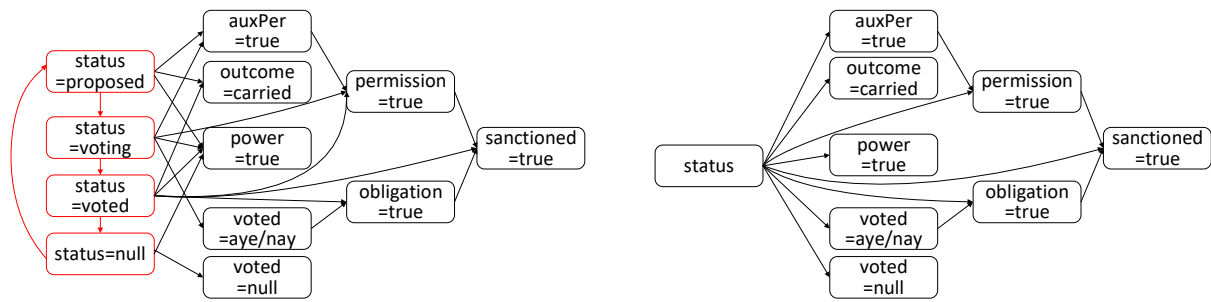 auxPer
=true
status
=proposed
outcome
=carried
permission
=true
status
=voting
power
=true
sanctioned
=true
status
=voted
obligation
=true
voted
=aye/nay
status=null
voted
=null
auxPer
=true
outcome
=carried
permission
=true
power
=true
sanctioned
=true
status
obligation
=true
voted
=aye/nay
voted
=null